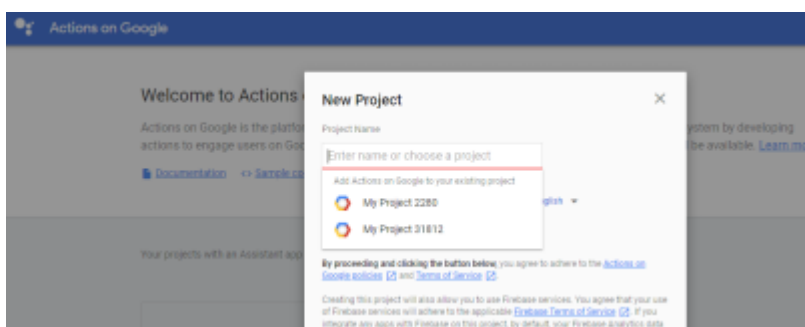 Actions on Google
Welcome to Actions
Actions on Google is the platfor
actions to engage users on Goo
Documentation <> Sample co
Your projects with an Assistant app
New Project
Project Name
Enter name or choose a project
Add Actions on Google to your existing project
My Project 2280
My Project 31812
glish
By proceeding and clicking the button below, you agree to adhere to the Actions on
Google policies and Terms of Service.
Creating this project will also allow you to use Firebase services. You agree that your use
of Firebase services will adhere to the applicable Firebase Terms of Service. If you
integrate any apps with Firebase on this project, by default, your Firebase analytics data
ystem by developing
l be available. Learn mo